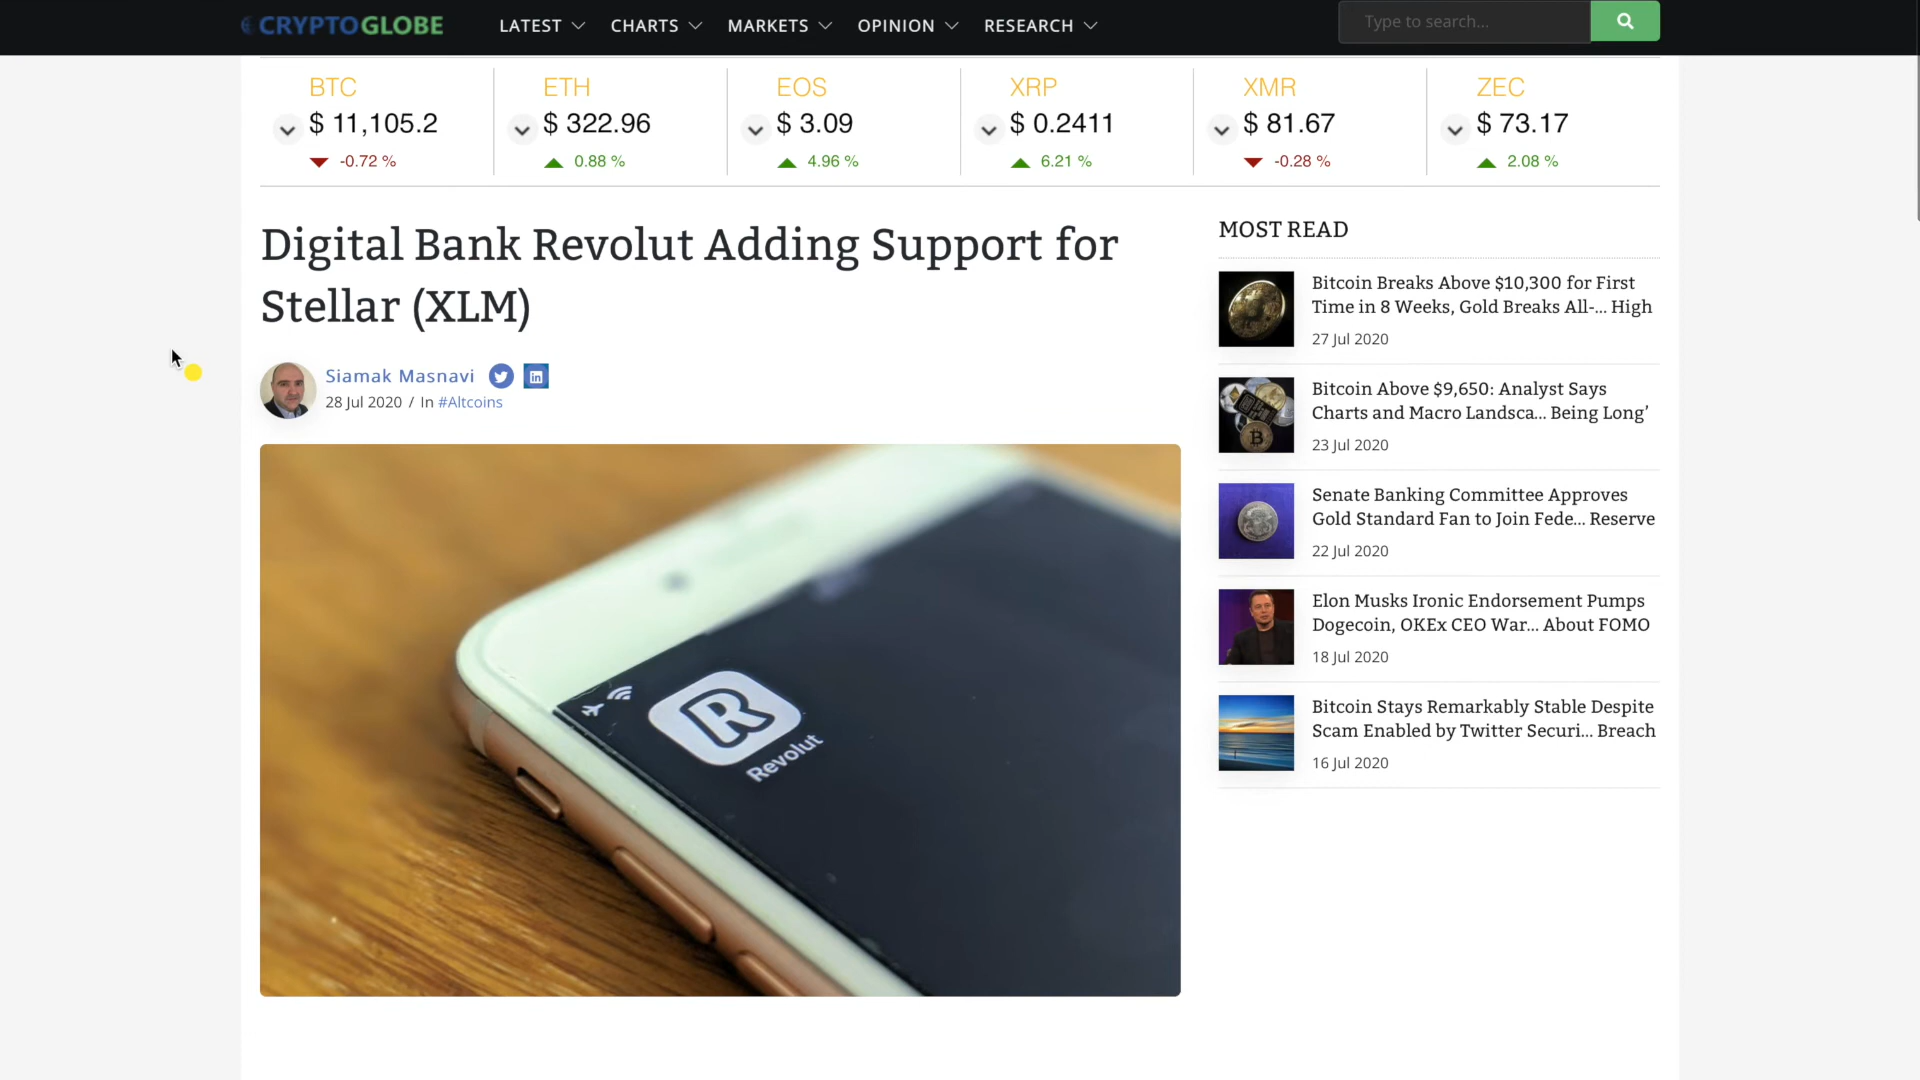 CRYPTOGLOBE LATEST CHARTS MARKETS OPINION RESEARCH Type to search...
BTC
$ 11,105.2
-0.72 %
ETH
$ 322.96
0.88 %
EOS
$ 3.09
4.96 %
XRP
$ 0.2411
6.21 %
XMR
$ 81.67
-0.28 %
ZEC
$ 73.17
2.08 %
Digital Bank Revolut Adding Support for
Stellar (XLM)
Siamak Masnavi
28 Jul 2020 / In #Altcoins
R
Revolut
MOST READ
Bitcoin Breaks Above $10,300 for First
Time in 8 Weeks, Gold Breaks All-... High
27 Jul 2020
Bitcoin Above $9,650: Analyst Says
Charts and Macro Landsca... Being Long’
23 Jul 2020
Senate Banking Committee Approves
Gold Standard Fan to Join Fede... Reserve
22 Jul 2020
Elon Musks Ironic Endorsement Pumps
Dogecoin, OKEx CEO War... About FOMO
18 Jul 2020
Bitcoin Stays Remarkably Stable Despite
Scam Enabled by Twitter Securi... Breach
16 Jul 2020